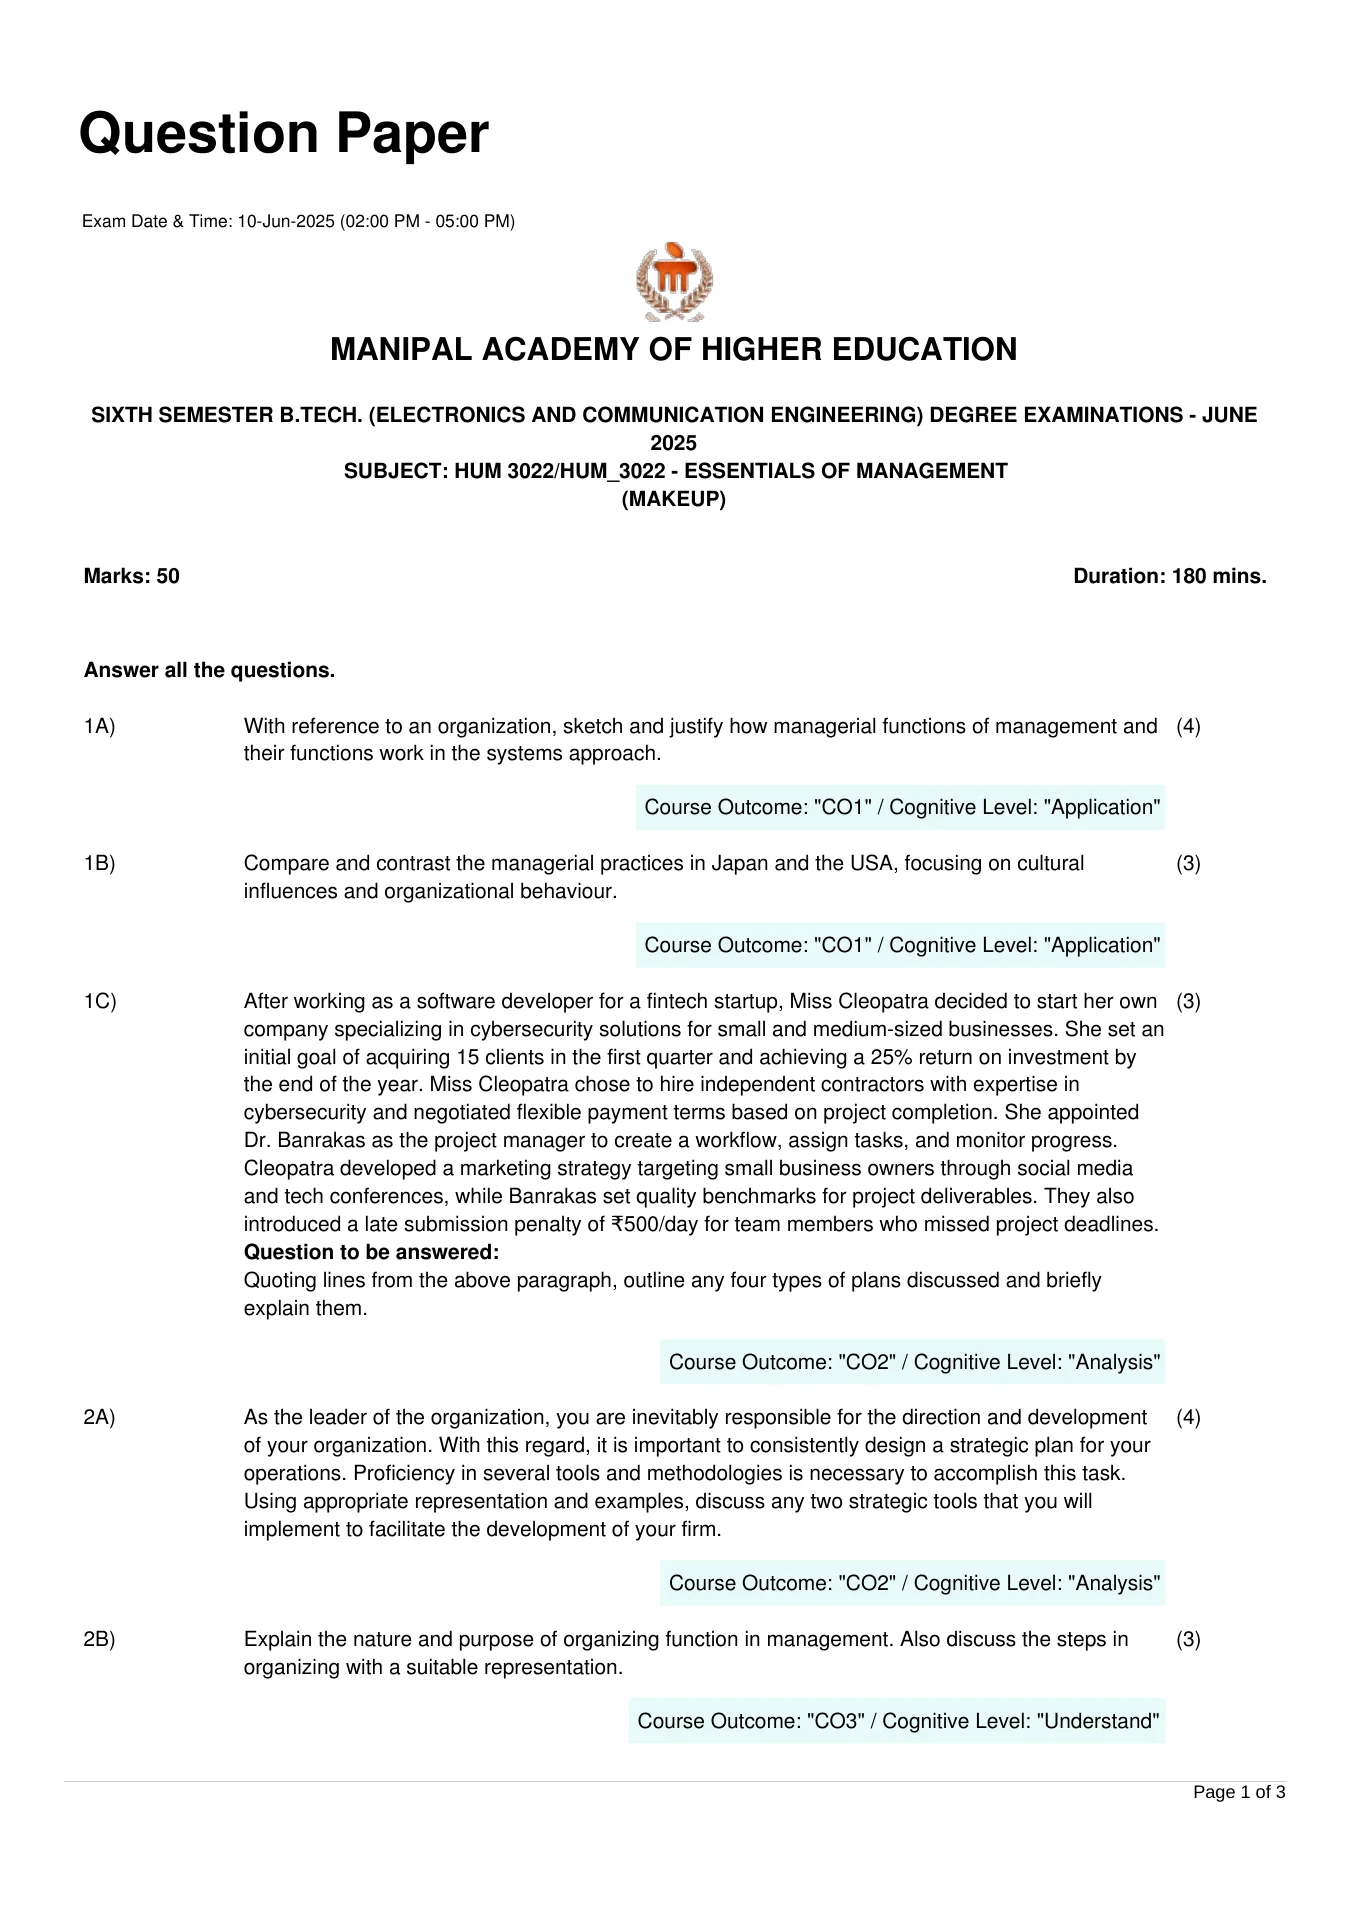 Question Paper
Exam Date & Time: 10-Jun-2025 (02:00 PM - 05:00 PM)
MANIPAL ACADEMY OF HIGHER EDUCATION
SIXTH SEMESTER B.TECH. (ELECTRONICS AND COMMUNICATION ENGINEERING) DEGREE EXAMINATIONS - JUNE
2025
SUBJECT: HUM 3022/HUM_3022 - ESSENTIALS OF MANAGEMENT
(MAKEUP)
Marks: 50 Duration: 180 mins.
Answer all the questions.
1A) With reference to an organization, sketch and justify how managerial functions of management and (4)
their functions work in the systems approach.
Course Outcome: "CO1" / Cognitive Level: "Application"
1B) Compare and contrast the managerial practices in Japan and the USA, focusing on cultural (3)
influences and organizational behaviour.
Course Outcome: "CO1" / Cognitive Level: "Application"
1C) After working as a software developer for a fintech startup, Miss Cleopatra decided to start her own (3)
company specializing in cybersecurity solutions for small and medium-sized businesses. She set an
initial goal of acquiring 15 clients in the first quarter and achieving a 25% return on investment by
the end of the year. Miss Cleopatra chose to hire independent contractors with expertise in
cybersecurity and negotiated flexible payment terms based on project completion. She appointed
Dr. Banrakas as the project manager to create a workflow, assign tasks, and monitor progress.
Cleopatra developed a marketing strategy targeting small business owners through social media
and tech conferences, while Banrakas set quality benchmarks for project deliverables. They also
introduced a late submission penalty of ₹500/day for team members who missed project deadlines.
Question to be answered:
Quoting lines from the above paragraph, outline any four types of plans discussed and briefly
explain them.
Course Outcome: "CO2" / Cognitive Level: "Analysis"
2A) As the leader of the organization, you are inevitably responsible for the direction and development (4)
of your organization. With this regard, it is important to consistently design a strategic plan for your
operations. Proficiency in several tools and methodologies is necessary to accomplish this task.
Using appropriate representation and examples, discuss any two strategic tools that you will
implement to facilitate the development of your firm.
Course Outcome: "CO2" / Cognitive Level: "Analysis"
2B) Explain the nature and purpose of organizing function in management. Also discuss the steps in (3)
organizing with a suitable representation.
Course Outcome: "CO3" / Cognitive Level: "Understand"
Page 1 of 3